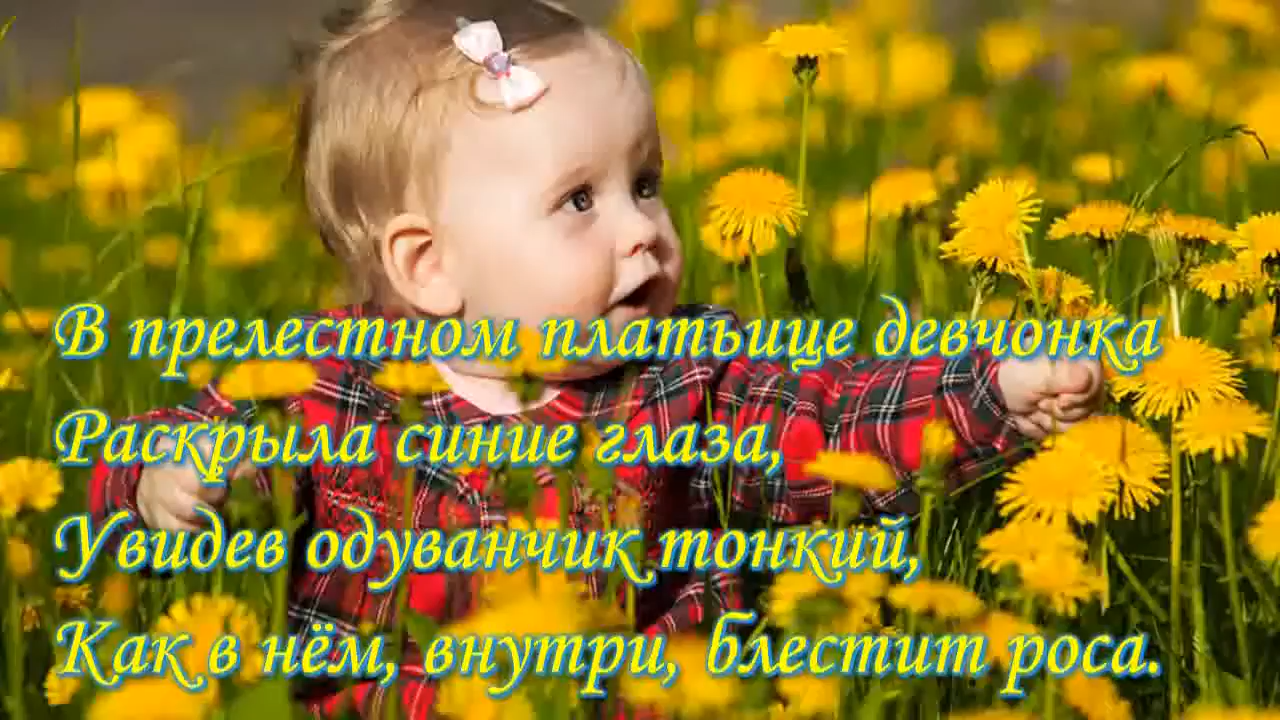 В прелестном платьице девчонка
Раскрыла синие глаза,
Увидев одуванчик тонкий,
Как в нём, внутри, блестит роса.